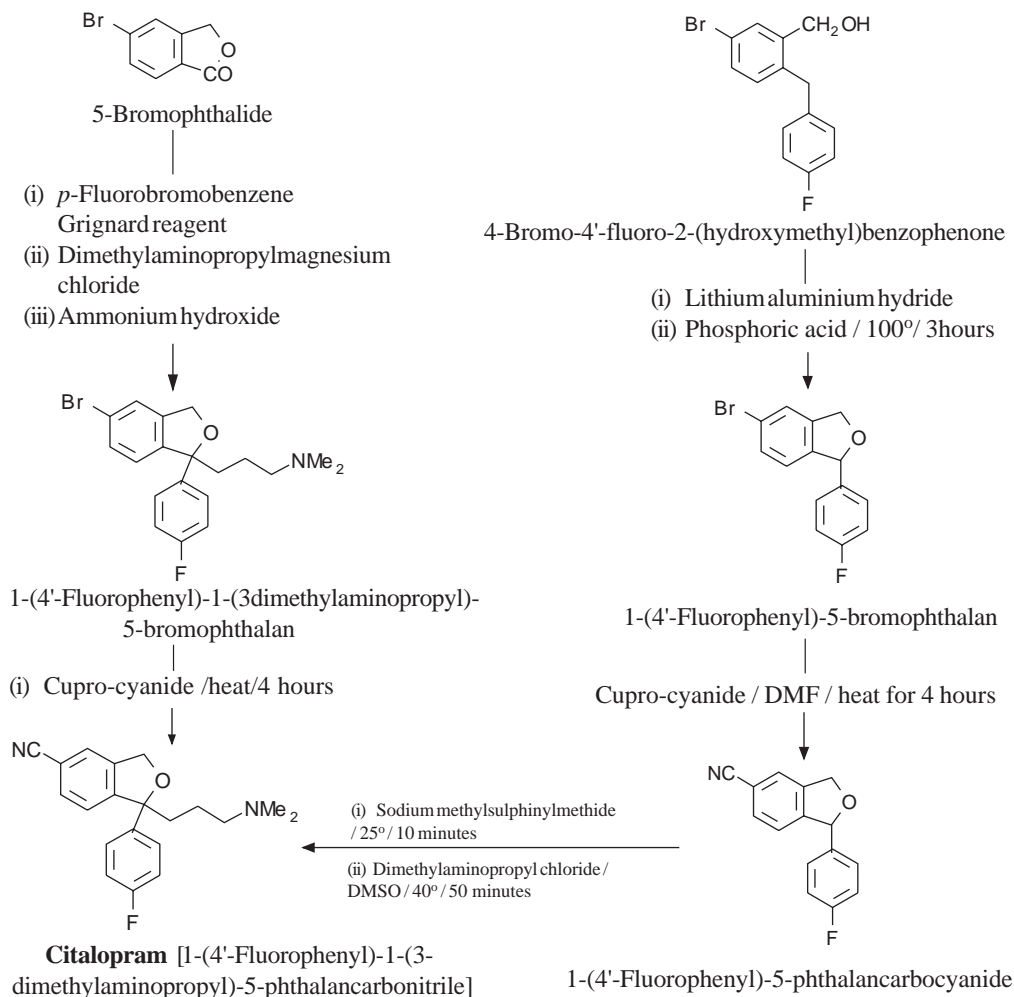 Br
O
CO
5-Bromophthalide
(i) p-Fluorobromobenzene
Grignard reagent
(ii) Dimethylaminopropylmagnesium
chloride
(iii) Ammonium hydroxide
Br
O
NMe2
F
1-(4'-Fluorophenyl)-1-(3dimethylaminopropyl)-
5-bromophthalan
(i) Cupro-cyanide /heat/4 hours
NC
O
NMe2
F
Citalopram [1-(4'-Fluorophenyl)-1-(3-
dimethylaminopropyl)-5-phthalancarbonitrile]
Br
CH2OH
F
4-Bromo-4'-fluoro-2-(hydroxymethyl)benzophenone
(i) Lithium aluminium hydride
(ii) Phosphoric acid / 100o/ 3hours
Br
O
F
1-(4'-Fluorophenyl)-5-bromophthalan
Cupro-cyanide / DMF / heat for 4 hours
NC
O
F
1-(4'-Fluorophenyl)-5-phthalancarbocyanide
(i) Sodium methylsulphinylmethide
/ 25o / 10 minutes
(ii) Dimethylaminopropyl chloride /
DMSO / 40o / 50 minutes